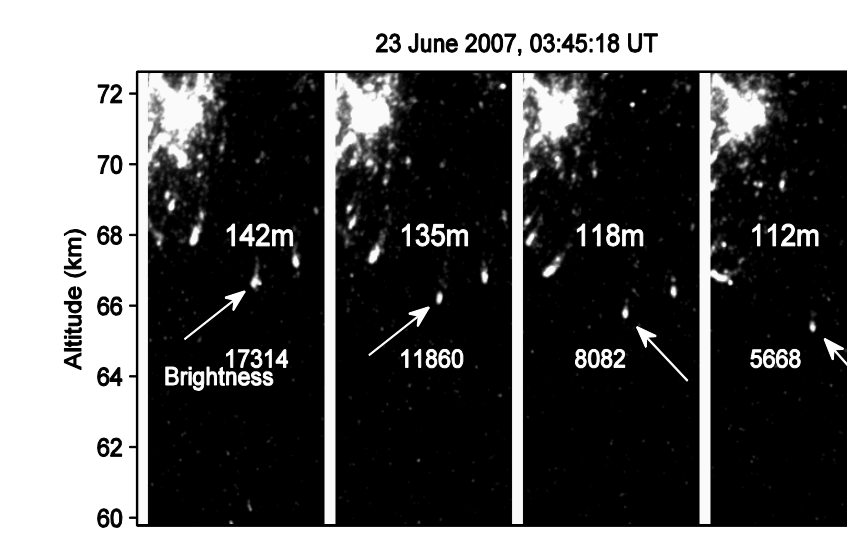 23 June 2007, 03:45:18 UT
72
70
68
66
64
62
60
Altitude (km)
142m
135m
118m
112m
17314
11860
8082
5668
Brightness